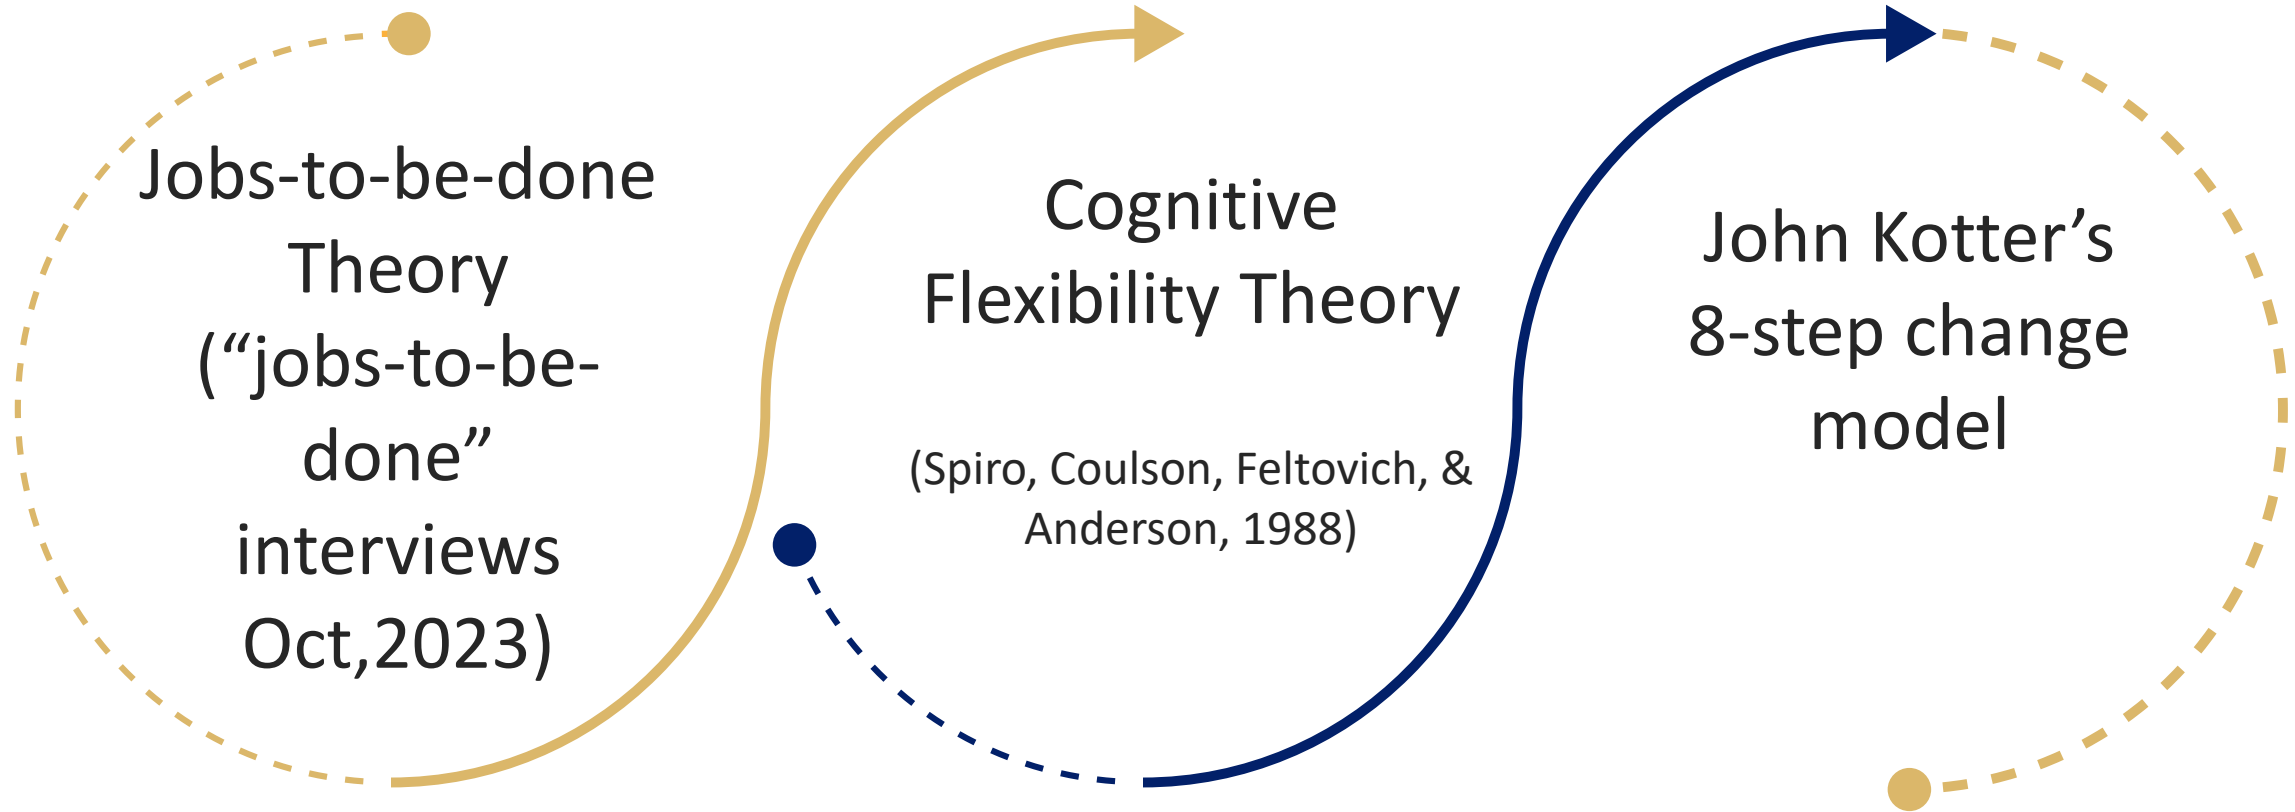 Jobs-to-be-done
Theory
(“jobs-to-be-
done”
interviews
Oct,2023)
Cognitive
Flexibility Theory
(Spiro, Coulson, Feltovich, &
Anderson, 1988)
John Kotter’s
8-step change
model